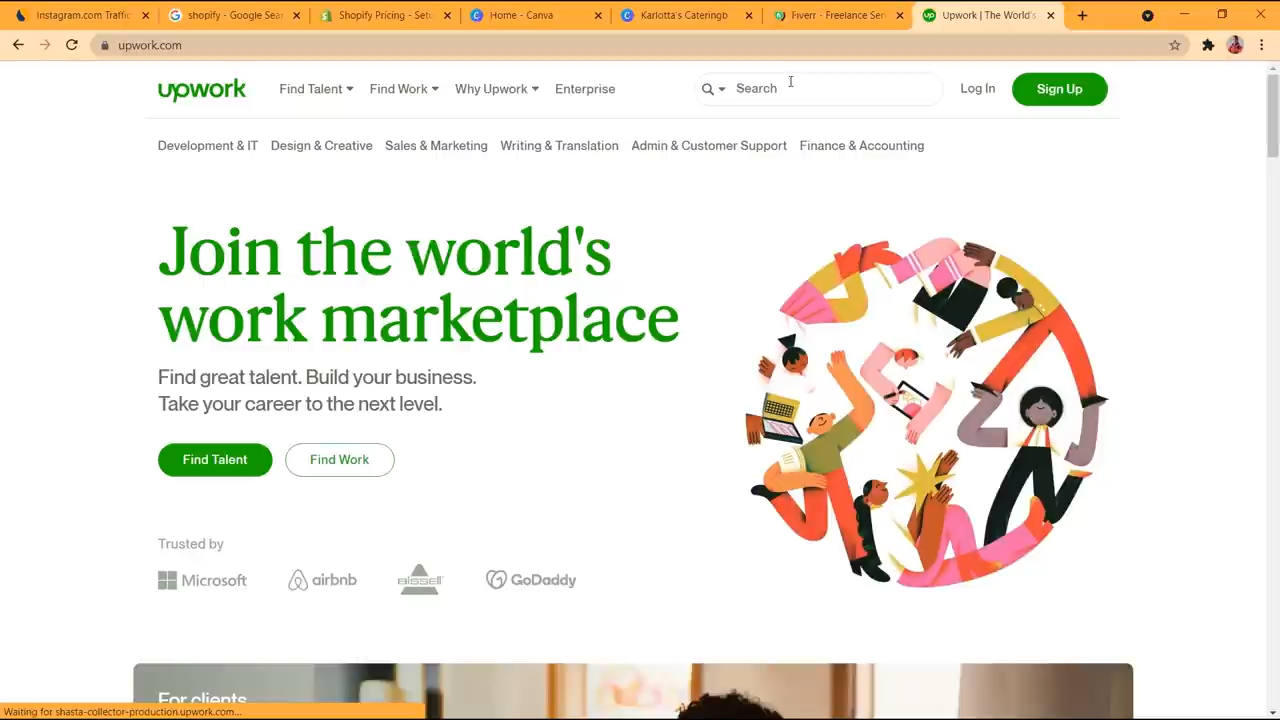 Instagram.com Traffic
shopify - Google Sear
Shopify Pricing - Setu
Home - Canva
Karlotta's Cateringb
Fiverr - Freelance Serv
Upwork | The World's
upwork.com
upwork
Find Talent
Find Work
Why Upwork
Enterprise
Search
Log In
Sign Up
Development & IT
Design & Creative
Sales & Marketing
Writing & Translation
Admin & Customer Support
Finance & Accounting
Join the world's
work marketplace
Find great talent. Build your business.
Take your career to the next level.
Find Talent
Find Work
Trusted by
Microsoft
airbnb
BISSELL
GoDaddy
For clients
Waiting for shasta-collector-production.upwork.com...